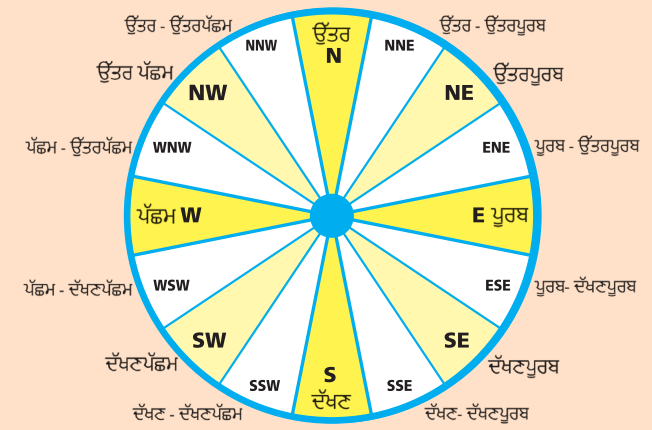 ਉੱਤਰ - ਉੱਤਰਪੱਛਮ
ਉੱਤਰ - ਉੱਤਰਪੂਰਬ
NNW
ਉੱਤਰ
N
NNE
ਉੱਤਰ ਪੱਛਮ
NW
NE
ਉੱਤਰਪੂਰਬ
ਪੱਛਮ - ਉੱਤਰਪੱਛਮ
WNW
ENE
ਪੂਰਬ - ਉੱਤਰਪੂਰਬ
ਪੱਛਮ W
E ਪੂਰਬ
ਪੱਛਮ - ਦੱਖਣਪੱਛਮ
WSW
ESE
ਪੂਰਬ- ਦੱਖਣਪੂਰਬ
SW
SE
ਦੱਖਣਪੱਛਮ
ਦੱਖਣਪੂਰਬ
SSW
S
ਦੱਖਣ
SSE
ਦੱਖਣ - ਦੱਖਣਪੱਛਮ
ਦੱਖਣ- ਦੱਖਣਪੂਰਬ